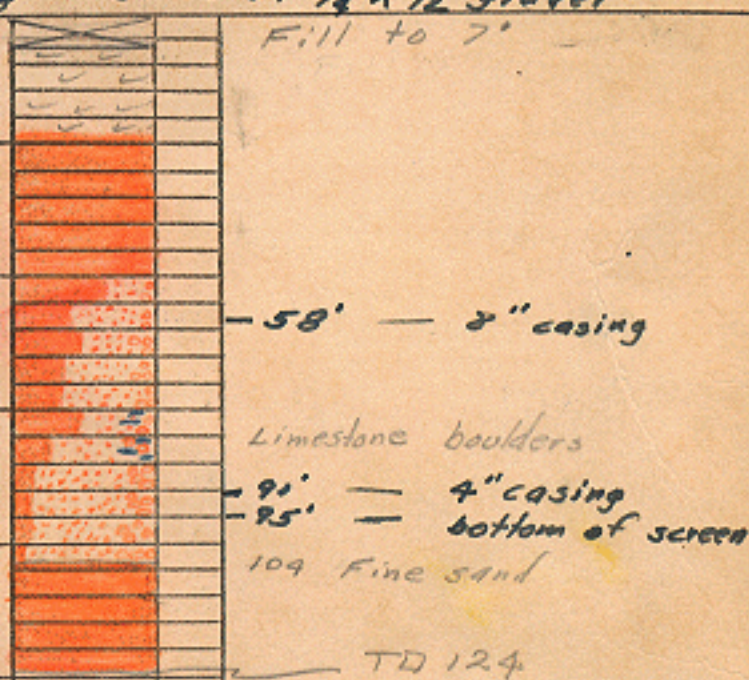 Fill to 7'
58' — 8" casing
Limestone boulders
91' — 4" casing
95' — bottom of screen
104 Fine sand
TD 124